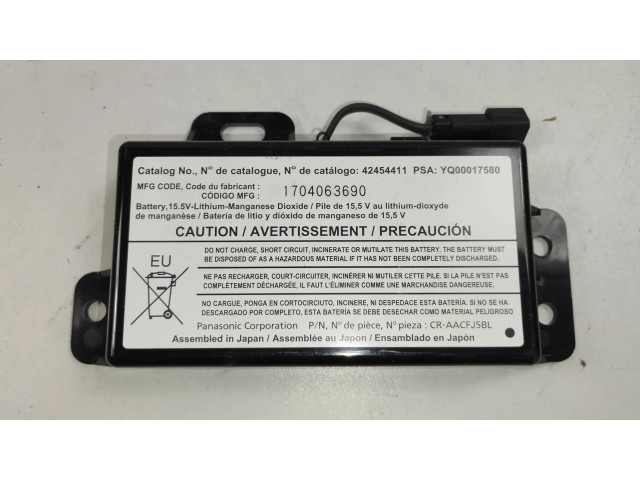 Catalog No., N° de catalogue, N° de catálogo: 42454411 PSA: YQ00017580
MFG CODE, Code du fabricant :
CÓDIGO MFG : 1704063690
Battery,15.5V-Lithium-Manganese Dioxide / Pile de 15,5 V au lithium-dioxyde
de manganèse / Bateria de litio y dióxido de manganeso de 15,5 V
CAUTION / AVERTISSEMENT / PRECAUCIÓN
EU
DO NOT CHARGE, SHORT CIRCUIT, INCINERATE OR MUTILATE THIS BATTERY. THE BATTERY MUST
BE DISPOSED OF AS A HAZARDOUS MATERIAL IF IT HAS NOT BEEN COMPLETELY DISCHARGED.
NE PAS RECHARGER, COURT-CIRCUITER, INCINÉRER NI MUTILER CETTE PILE. SI LA PILE N'EST PAS
COMPLÈTEMENT DÉCHARGÉE, IL FAUT L'ÉLIMINER COMME UNE MARCHANDISE DANGEREUSE.
NO CARGUE, PONGA EN CORTOCIRCUITO, INCINERE, NI DESPEDACE ESTA BATERÍA. SI NO SE HA
DESCARGADO POR COMPLETO, ESTA BATERÍA SE DEBE DESECHAR COMO MATERIAL PELIGROSO
Panasonic Corporation P/N, N° de pièce, N° pieza : CR-AACFJ5BL
Assembled in Japan / Assemblée au Japon / Ensamblado en Japón